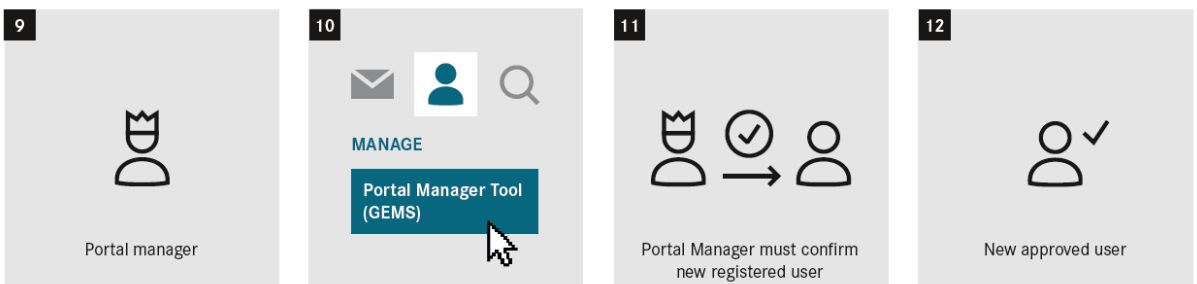 9
Portal manager
10
MANAGE
Portal Manager Tool
(GEMS)
11
Portal Manager must confirm
new registered user
12
New approved user